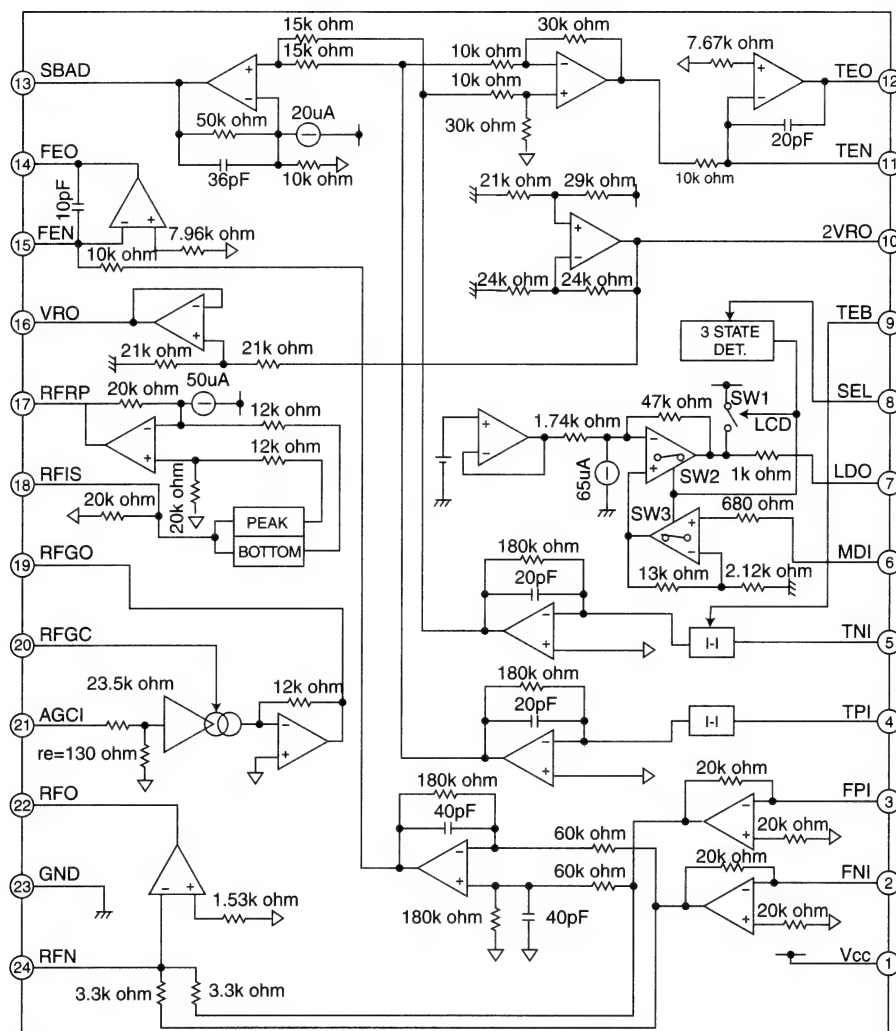 15k ohm
15k ohm
30k ohm
10k ohm
10k ohm
7.67k ohm
13 SBAD
TEO 12
50k ohm
20uA
30k ohm
20pF
14 FEO
36pF
10k ohm
10k ohm
TEN 11
10pF
21k ohm
29k ohm
15 FEN
7.96k ohm
10k ohm
2VRO 10
24k ohm
24k ohm
16 VRO
21k ohm
21k ohm
3 STATE
DET.
TEB 9
17 RFRP
20k ohm
50uA
12k ohm
12k ohm
1.74k ohm
47k ohm
SW1
LCD
SEL 8
65uA
SW2
1k ohm
LDO 7
18 RFIS
20k ohm
20k ohm
PEAK
BOTTOM
SW3
680 ohm
MDI 6
13k ohm
2.12k ohm
19 RFGO
180k ohm
20pF
I-I
TNI 5
20 RFGC
23.5k ohm
12k ohm
180k ohm
20pF
I-I
TPI 4
21 AGCI
re=130 ohm
22 RFO
180k ohm
40pF
20k ohm
FPI 3
20k ohm
60k ohm
60k ohm
20k ohm
FNI 2
20k ohm
23 GND
1.53k ohm
180k ohm
40pF
24 RFN
Vcc 1
3.3k ohm
3.3k ohm